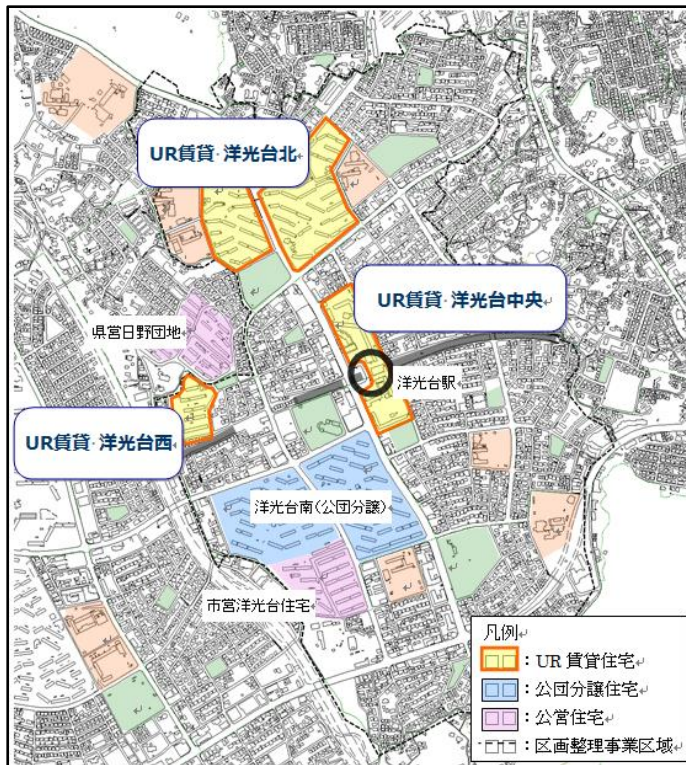 UR賃貸・洋光台北
UR賃貸・洋光台中央
県営日野団地
洋光台駅
UR賃貸・洋光台西
洋光台南(公団分譲)
市営洋光台住宅
凡例
：UR 賃貸住宅
：公団分譲住宅
：公営住宅
：区画整理事業区域